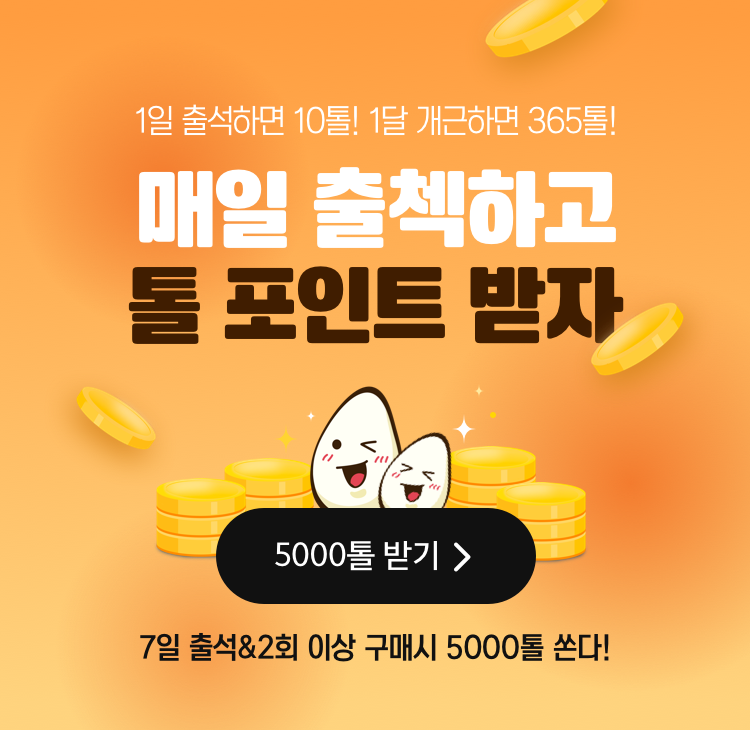 1일 출석하면 10톨! 1달 개근하면 365톨!
매일 출첵하고
톨 포인트 받자
5000톨 받기
7일 출석&2회 이상 구매시 5000톨 쏜다!